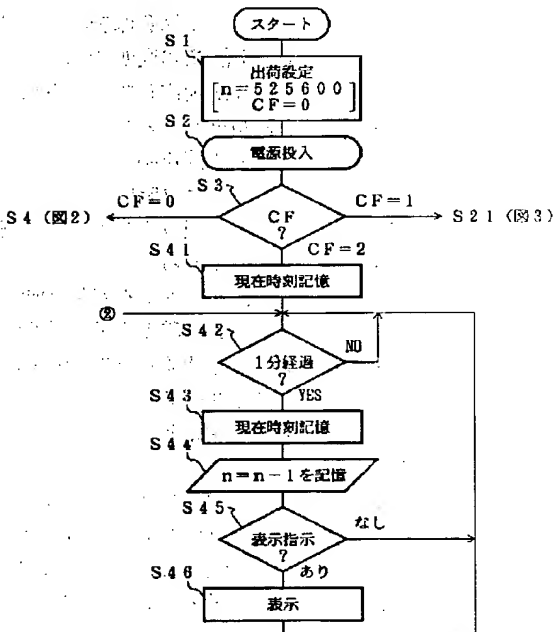 スタート
S1
出荷設定
n=525600
CF=0
S2
電源投入
S3
CF=0
CF=1
S4(図2)
CF
?
S21(図3)
CF=2
S41
現在時刻記憶
②
S42
1分経過
?
NO
YES
S43
現在時刻記憶
S44
n=n-1を記憶
S45
表示指示
?
なし
あり
S46
表示